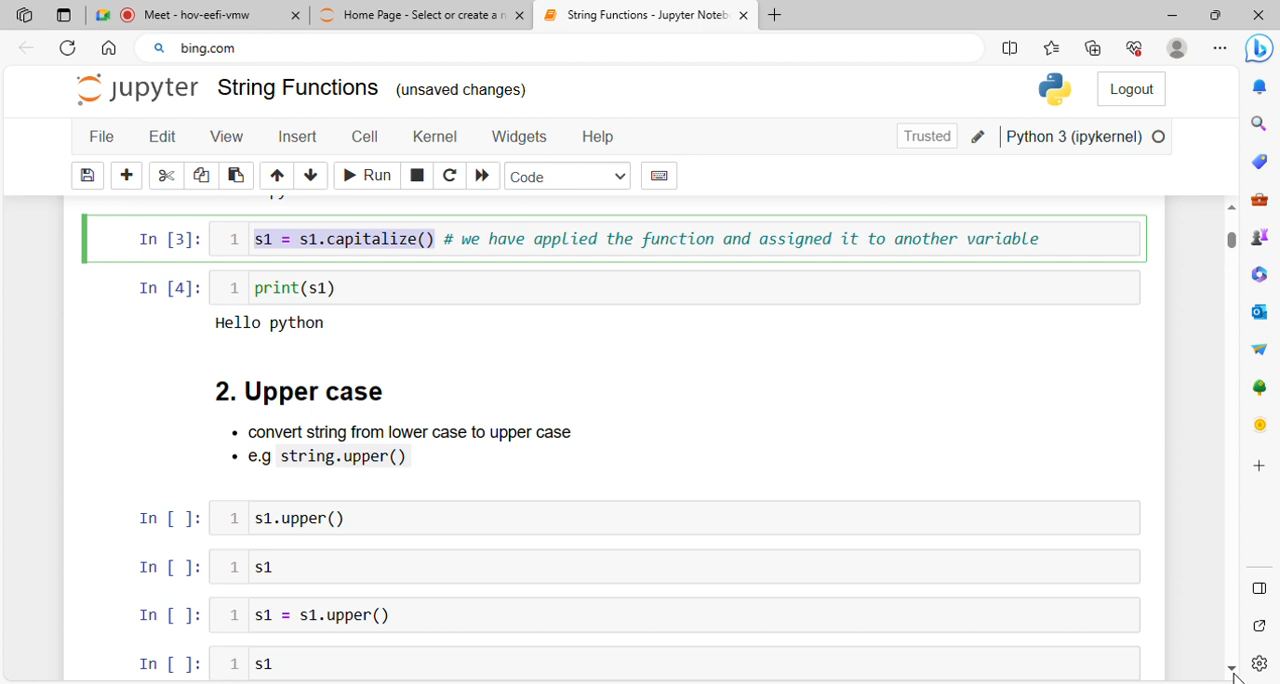 Meet - hov-eefi-vmw
Home Page - Select or create a n
String Functions - Jupyter Noteb
bing.com
jupyter String Functions (unsaved changes)
Logout
File Edit View Insert Cell Kernel Widgets Help
Trusted
Python 3 (ipykernel)
Run
Code
In [3]: 1 s1 = s1.capitalize() # we have applied the function and assigned it to another variable
In [4]: 1 print(s1)
Hello python
2. Upper case
• convert string from lower case to upper case
• e.g string.upper()
In [ ]: 1 s1.upper()
In [ ]: 1 s1
In [ ]: 1 s1 = s1.upper()
In [ ]: 1 s1